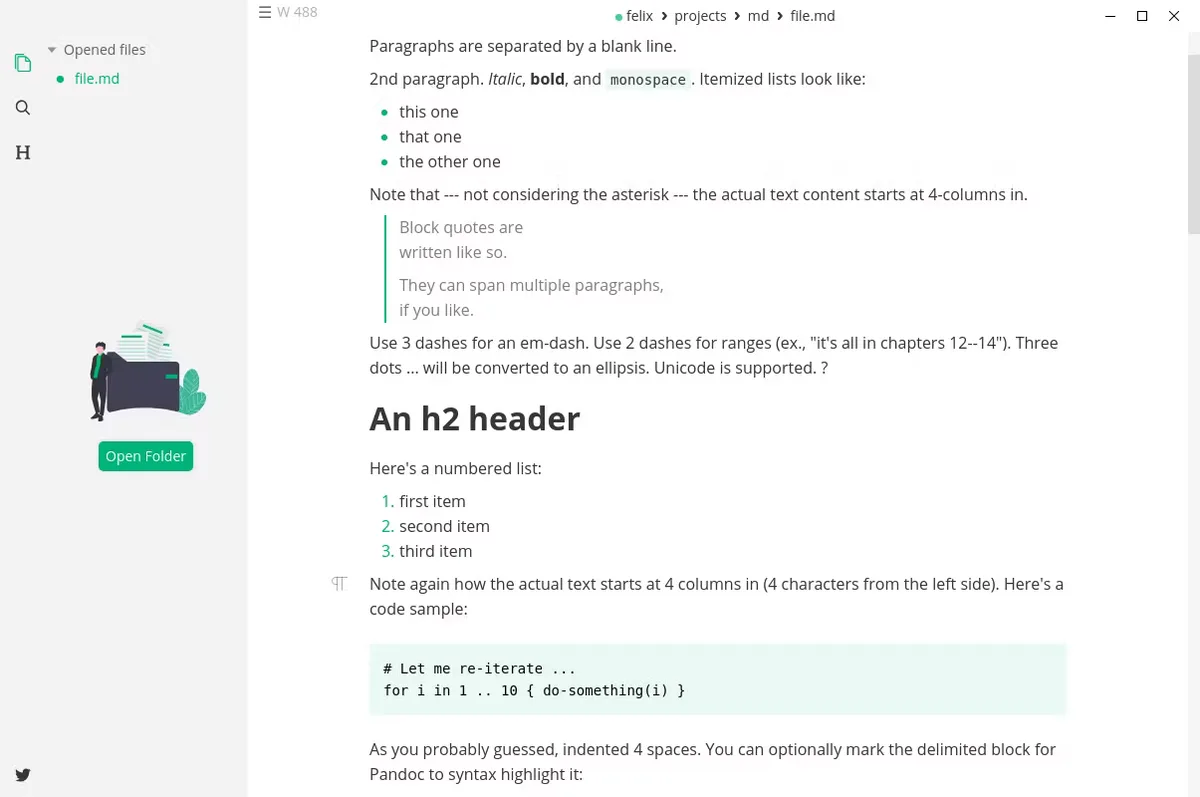 W 488
felix › projects › md › file.md
Opened files
file.md
H
Open Folder
Paragraphs are separated by a blank line.
2nd paragraph. Italic, bold, and monospace. Itemized lists look like:
• this one
• that one
• the other one
Note that --- not considering the asterisk --- the actual text content starts at 4-columns in.
Block quotes are
written like so.
They can span multiple paragraphs,
if you like.
Use 3 dashes for an em-dash. Use 2 dashes for ranges (ex., "it's all in chapters 12--14"). Three
dots ... will be converted to an ellipsis. Unicode is supported. ?
An h2 header
Here's a numbered list:
1. first item
2. second item
3. third item
Note again how the actual text starts at 4 columns in (4 characters from the left side). Here's a
code sample:
# Let me re-iterate ...
for i in 1 .. 10 { do-something(i) }
As you probably guessed, indented 4 spaces. You can optionally mark the delimited block for
Pandoc to syntax highlight it: